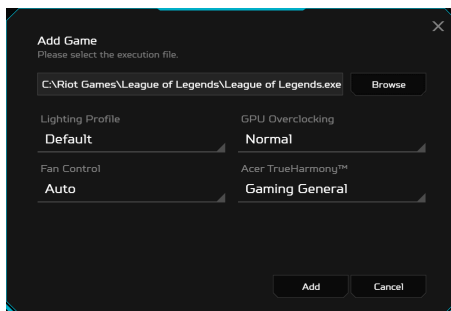 Add Game
Please select the execution file.
C:\Riot Games\League of Legends\League of Legends.exe Browse
Lighting Profile GPU Overclocking
Default Normal
Fan Control Acer TrueHarmony™
Auto Gaming General
Add Cancel